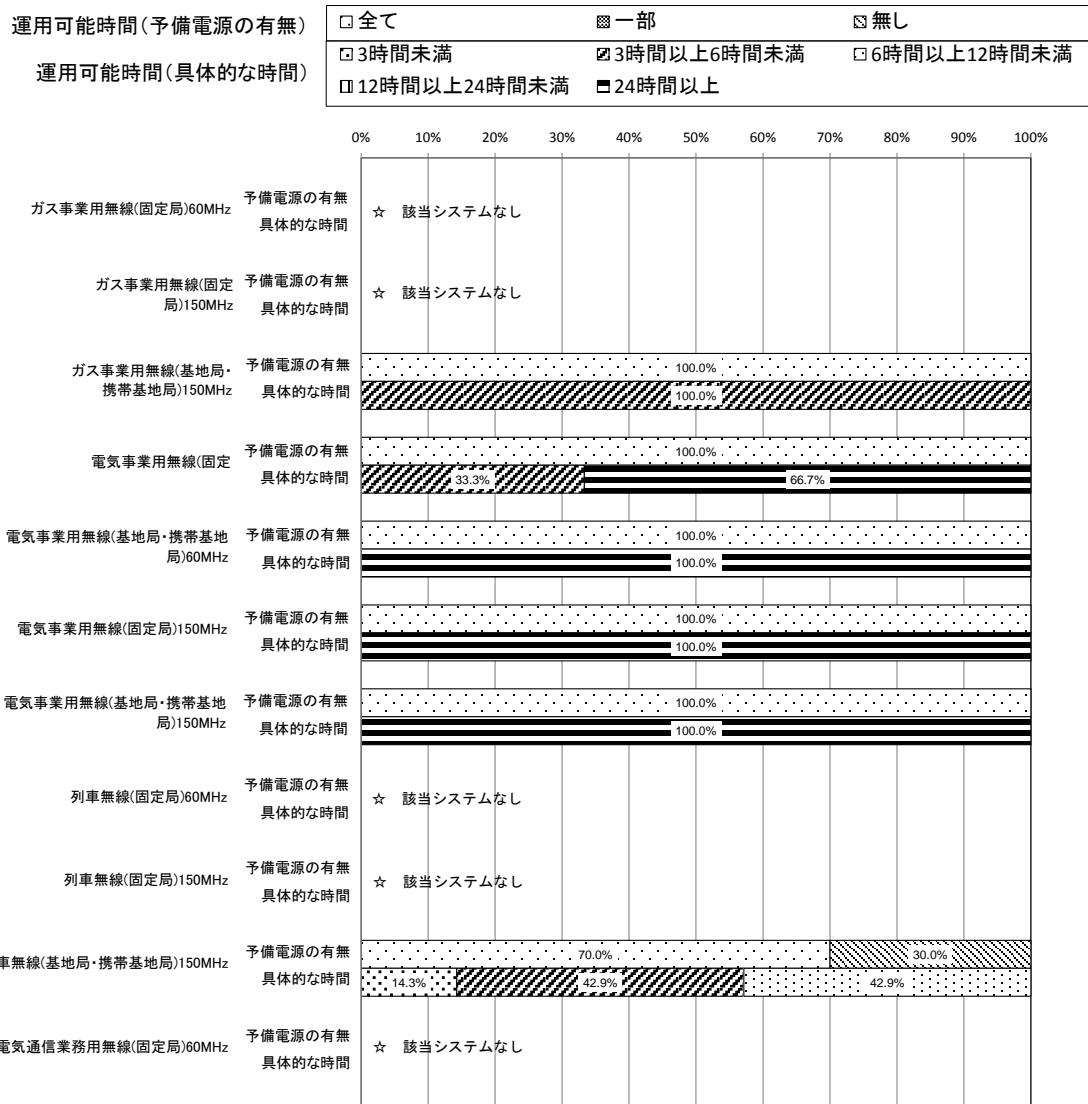 運用可能時間(予備電源の有無)
全て 一部 無し
運用可能時間(具体的な時間)
3時間未満 3時間以上6時間未満 6時間以上12時間未満
12時間以上24時間未満 24時間以上
0% 10% 20% 30% 40% 50% 60% 70% 80% 90% 100%
ガス事業用無線(固定局)60MHz
予備電源の有無
具体的な時間
☆ 該当システムなし
ガス事業用無線(固定
局)150MHz
予備電源の有無
具体的な時間
☆ 該当システムなし
ガス事業用無線(基地局・
携帯基地局)150MHz
予備電源の有無 100.0%
具体的な時間 100.0%
電気事業用無線(固定
予備電源の有無 100.0%
具体的な時間 33.3% 66.7%
電気事業用無線(基地局・携帯基地
局)60MHz
予備電源の有無 100.0%
具体的な時間 100.0%
電気事業用無線(固定局)150MHz
予備電源の有無 100.0%
具体的な時間 100.0%
電気事業用無線(基地局・携帯基地
局)150MHz
予備電源の有無 100.0%
具体的な時間 100.0%
列車無線(固定局)60MHz
予備電源の有無
具体的な時間
☆ 該当システムなし
列車無線(固定局)150MHz
予備電源の有無
具体的な時間
☆ 該当システムなし
車無線(基地局・携帯基地局)150MHz
予備電源の有無 70.0% 30.0%
具体的な時間 14.3% 42.9% 42.9%
電気通信業務用無線(固定局)60MHz
予備電源の有無
具体的な時間
☆ 該当システムなし